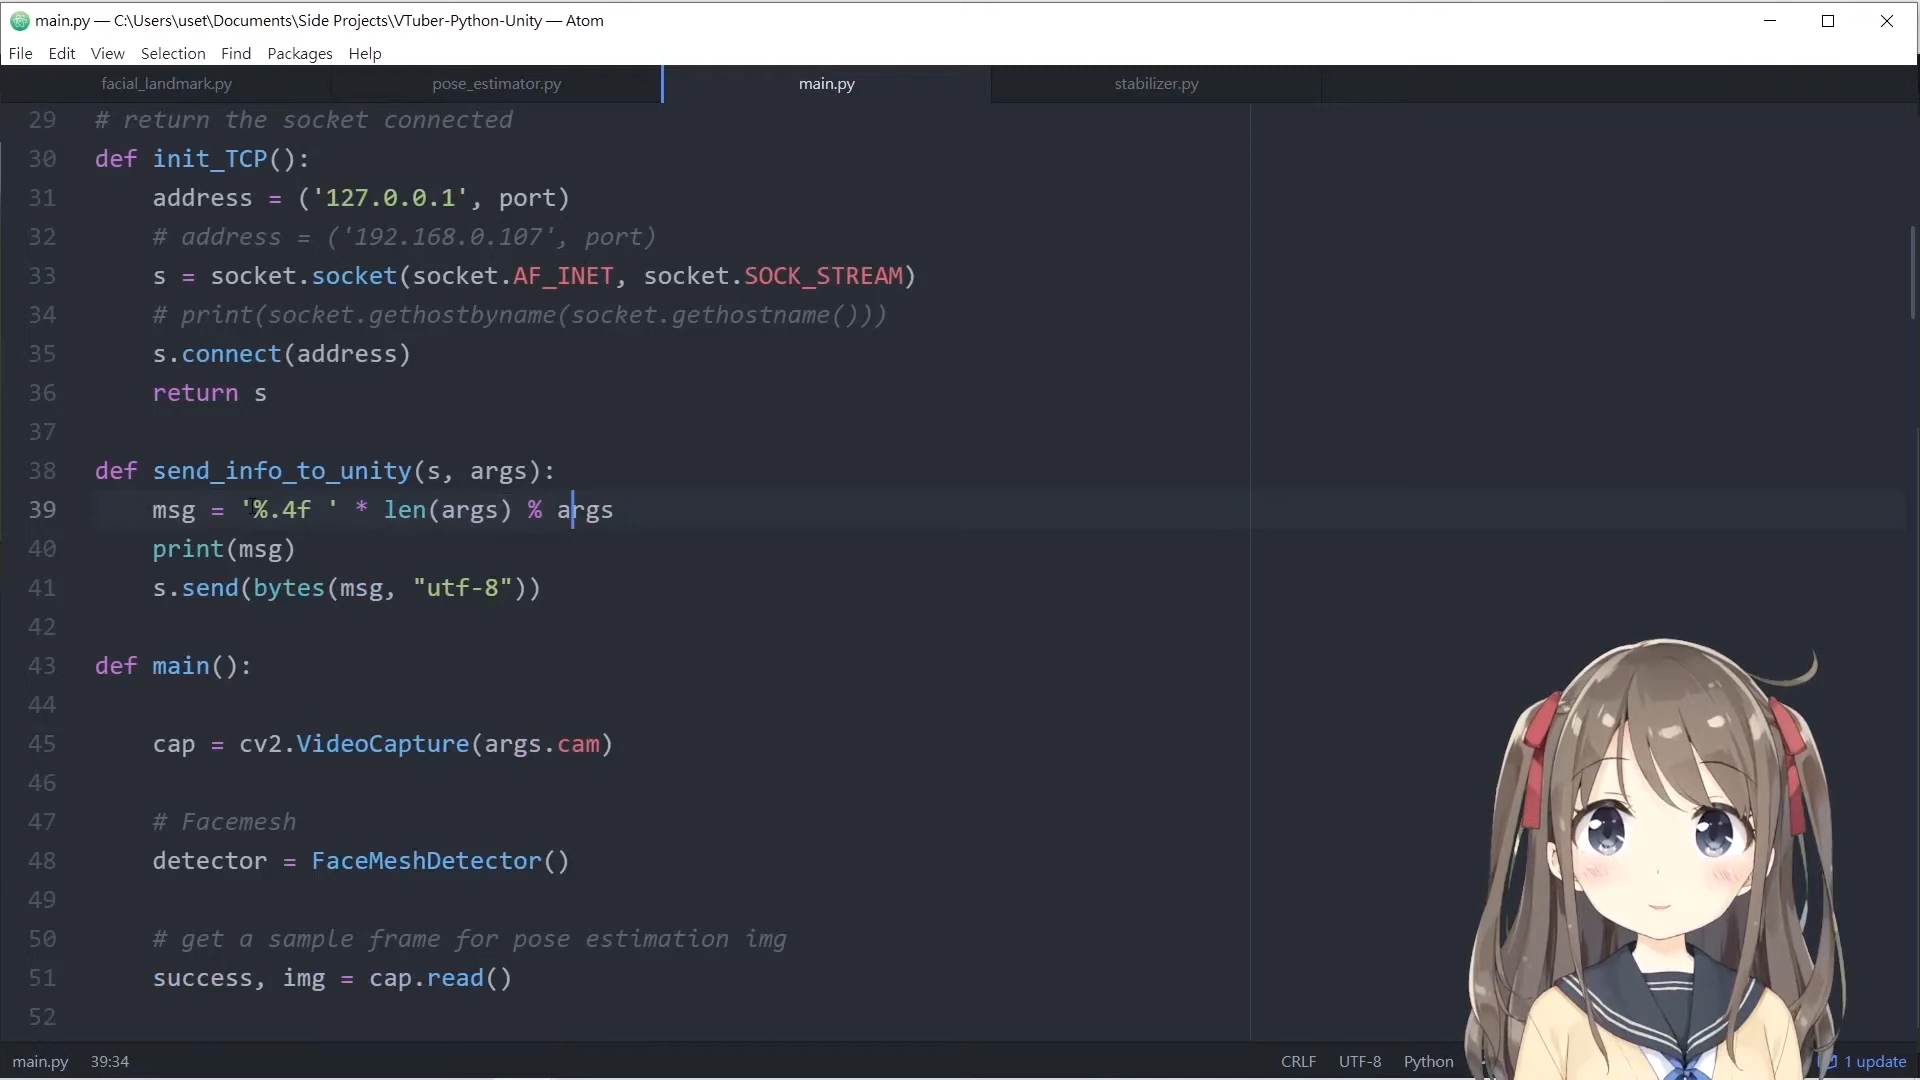 main.py — C:\Users\uset\Documents\Side Projects\VTuber-Python-Unity — Atom
File Edit View Selection Find Packages Help
facial_landmark.py pose_estimator.py main.py stabilizer.py
29 # return the socket connected
30 def init_TCP():
31     address = ('127.0.0.1', port)
32     # address = ('192.168.0.107', port)
33     s = socket.socket(socket.AF_INET, socket.SOCK_STREAM)
34     # print(socket.gethostbyname(socket.gethostname()))
35     s.connect(address)
36     return s
37
38 def send_info_to_unity(s, args):
39     msg = '%.4f ' * len(args) % args
40     print(msg)
41     s.send(bytes(msg, "utf-8"))
42
43 def main():
44
45     cap = cv2.VideoCapture(args.cam)
46
47     # Facemesh
48     detector = FaceMeshDetector()
49
50     # get a sample frame for pose estimation img
51     success, img = cap.read()
52
main.py 39:34 CRLF UTF-8 Python 1 update